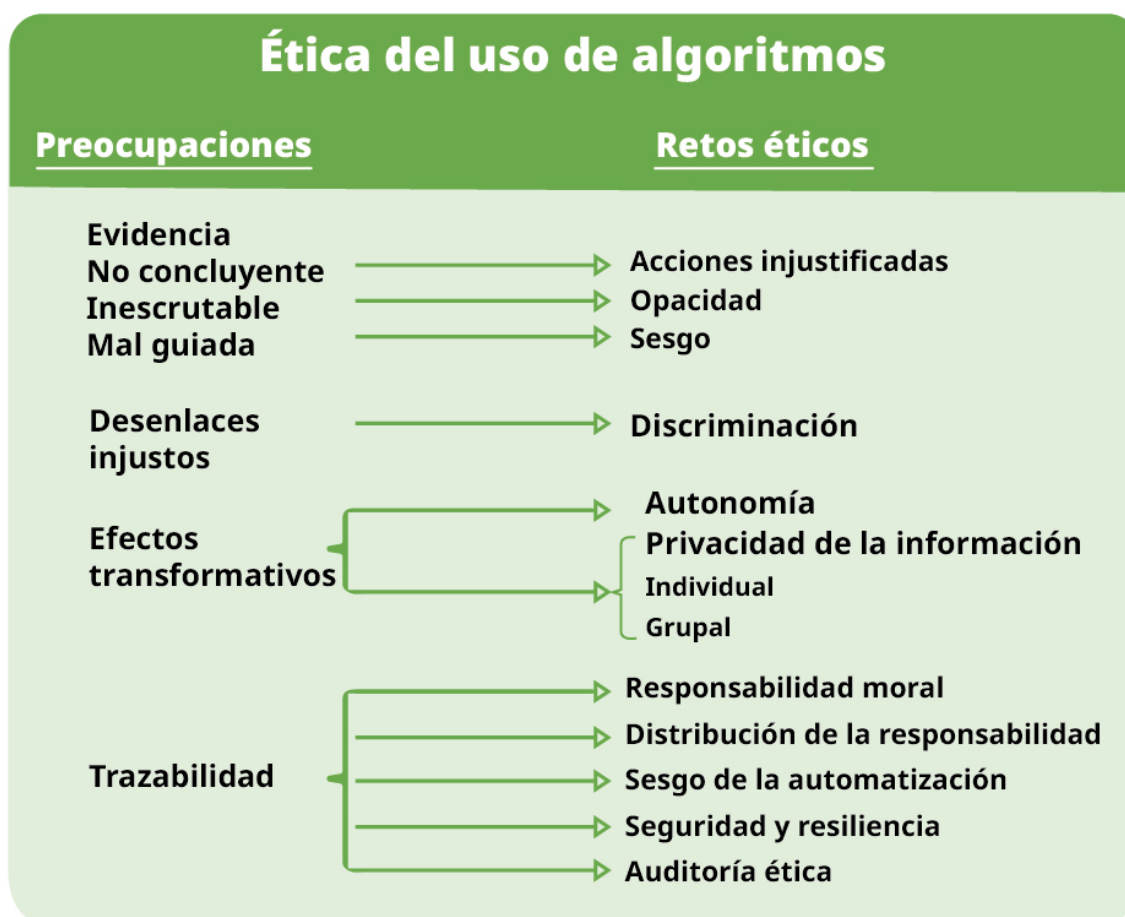 Ética del uso de algoritmos
Preocupaciones
Retos éticos
Evidencia
No concluyente
Acciones injustificadas
Inescrutable
Opacidad
Mal guiada
Sesgo
Desenlaces
injustos
Discriminación
Efectos
transformativos
Autonomía
Privacidad de la información
Individual
Grupal
Trazabilidad
Responsabilidad moral
Distribución de la responsabilidad
Sesgo de la automatización
Seguridad y resiliencia
Auditoría ética